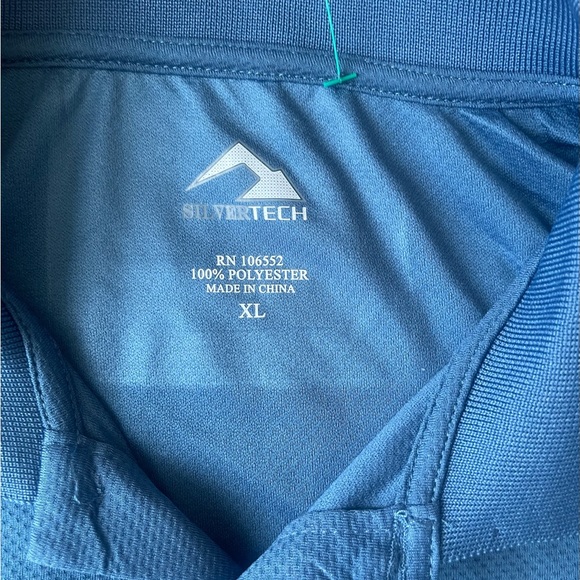 SILVERTECH
RN 106552
100% POLYESTER
MADE IN CHINA
XL